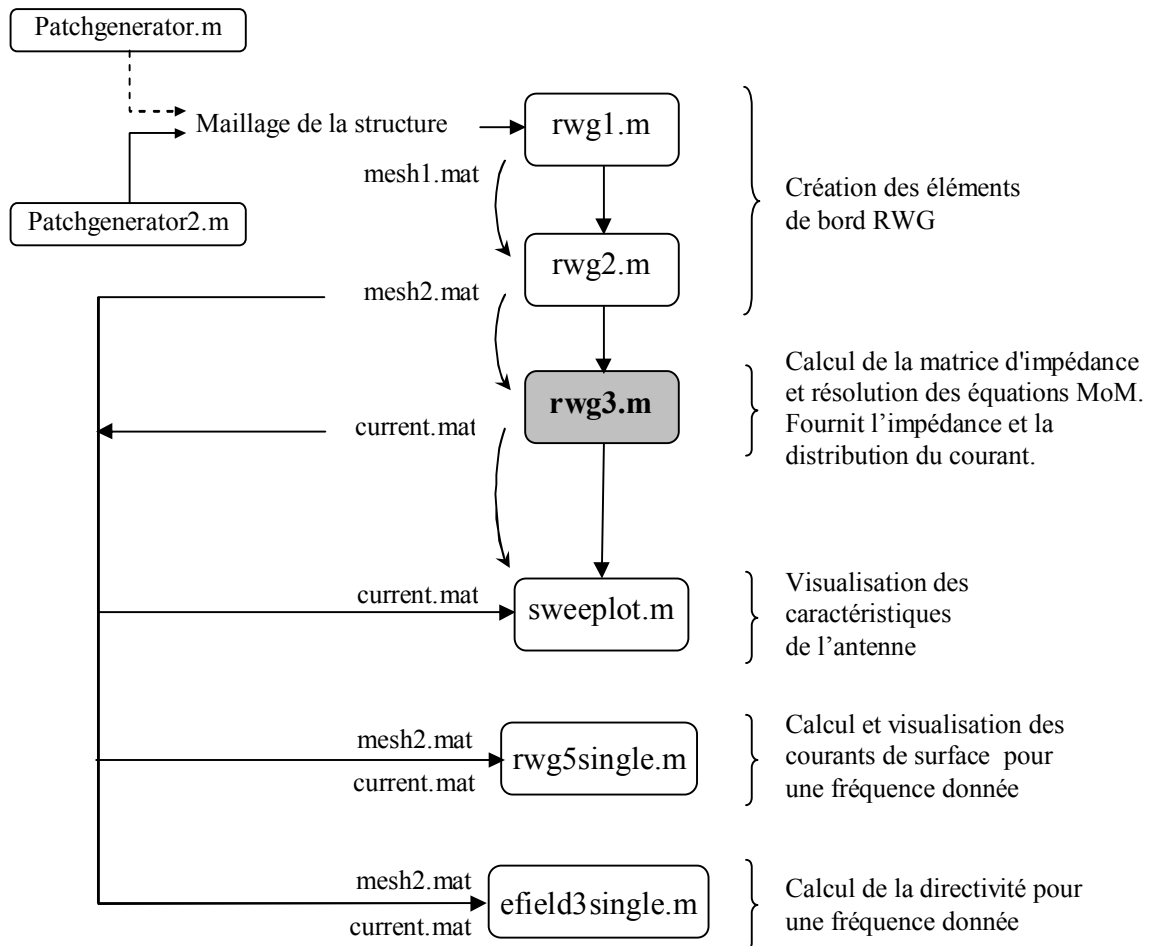 Patchgenerator.m
Maillage de la structure
rwg1.m
mesh1.mat
Création des éléments
de bord RWG
Patchgenerator2.m
rwg2.m
mesh2.mat
Calcul de la matrice d'impédance
et résolution des équations MoM.
Fournit l’impédance et la
distribution du courant.
rwg3.m
current.mat
current.mat
sweeplot.m
Visualisation des
caractéristiques
de l’antenne
mesh2.mat
current.mat
rwg5single.m
Calcul et visualisation des
courants de surface pour
une fréquence donnée
mesh2.mat
current.mat
efield3single.m
Calcul de la directivité pour
une fréquence donnée